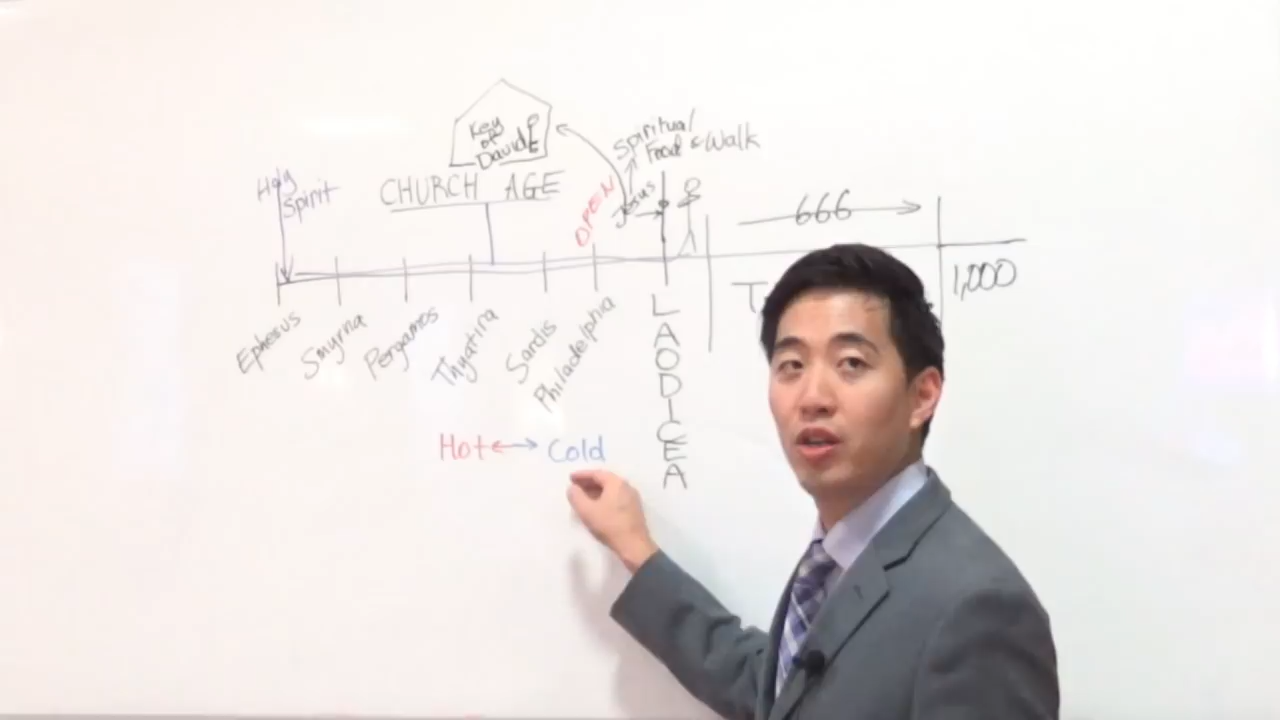 Key
of
David
Spiritual
Food & Walk
Holy
Spirit
CHURCH AGE
OPEN
Jesus
666
1,000
T
Ephesus
Smyrna
Pergamos
Thyatira
Sardis
Philadelphia
LAODICEA
Hot
Cold